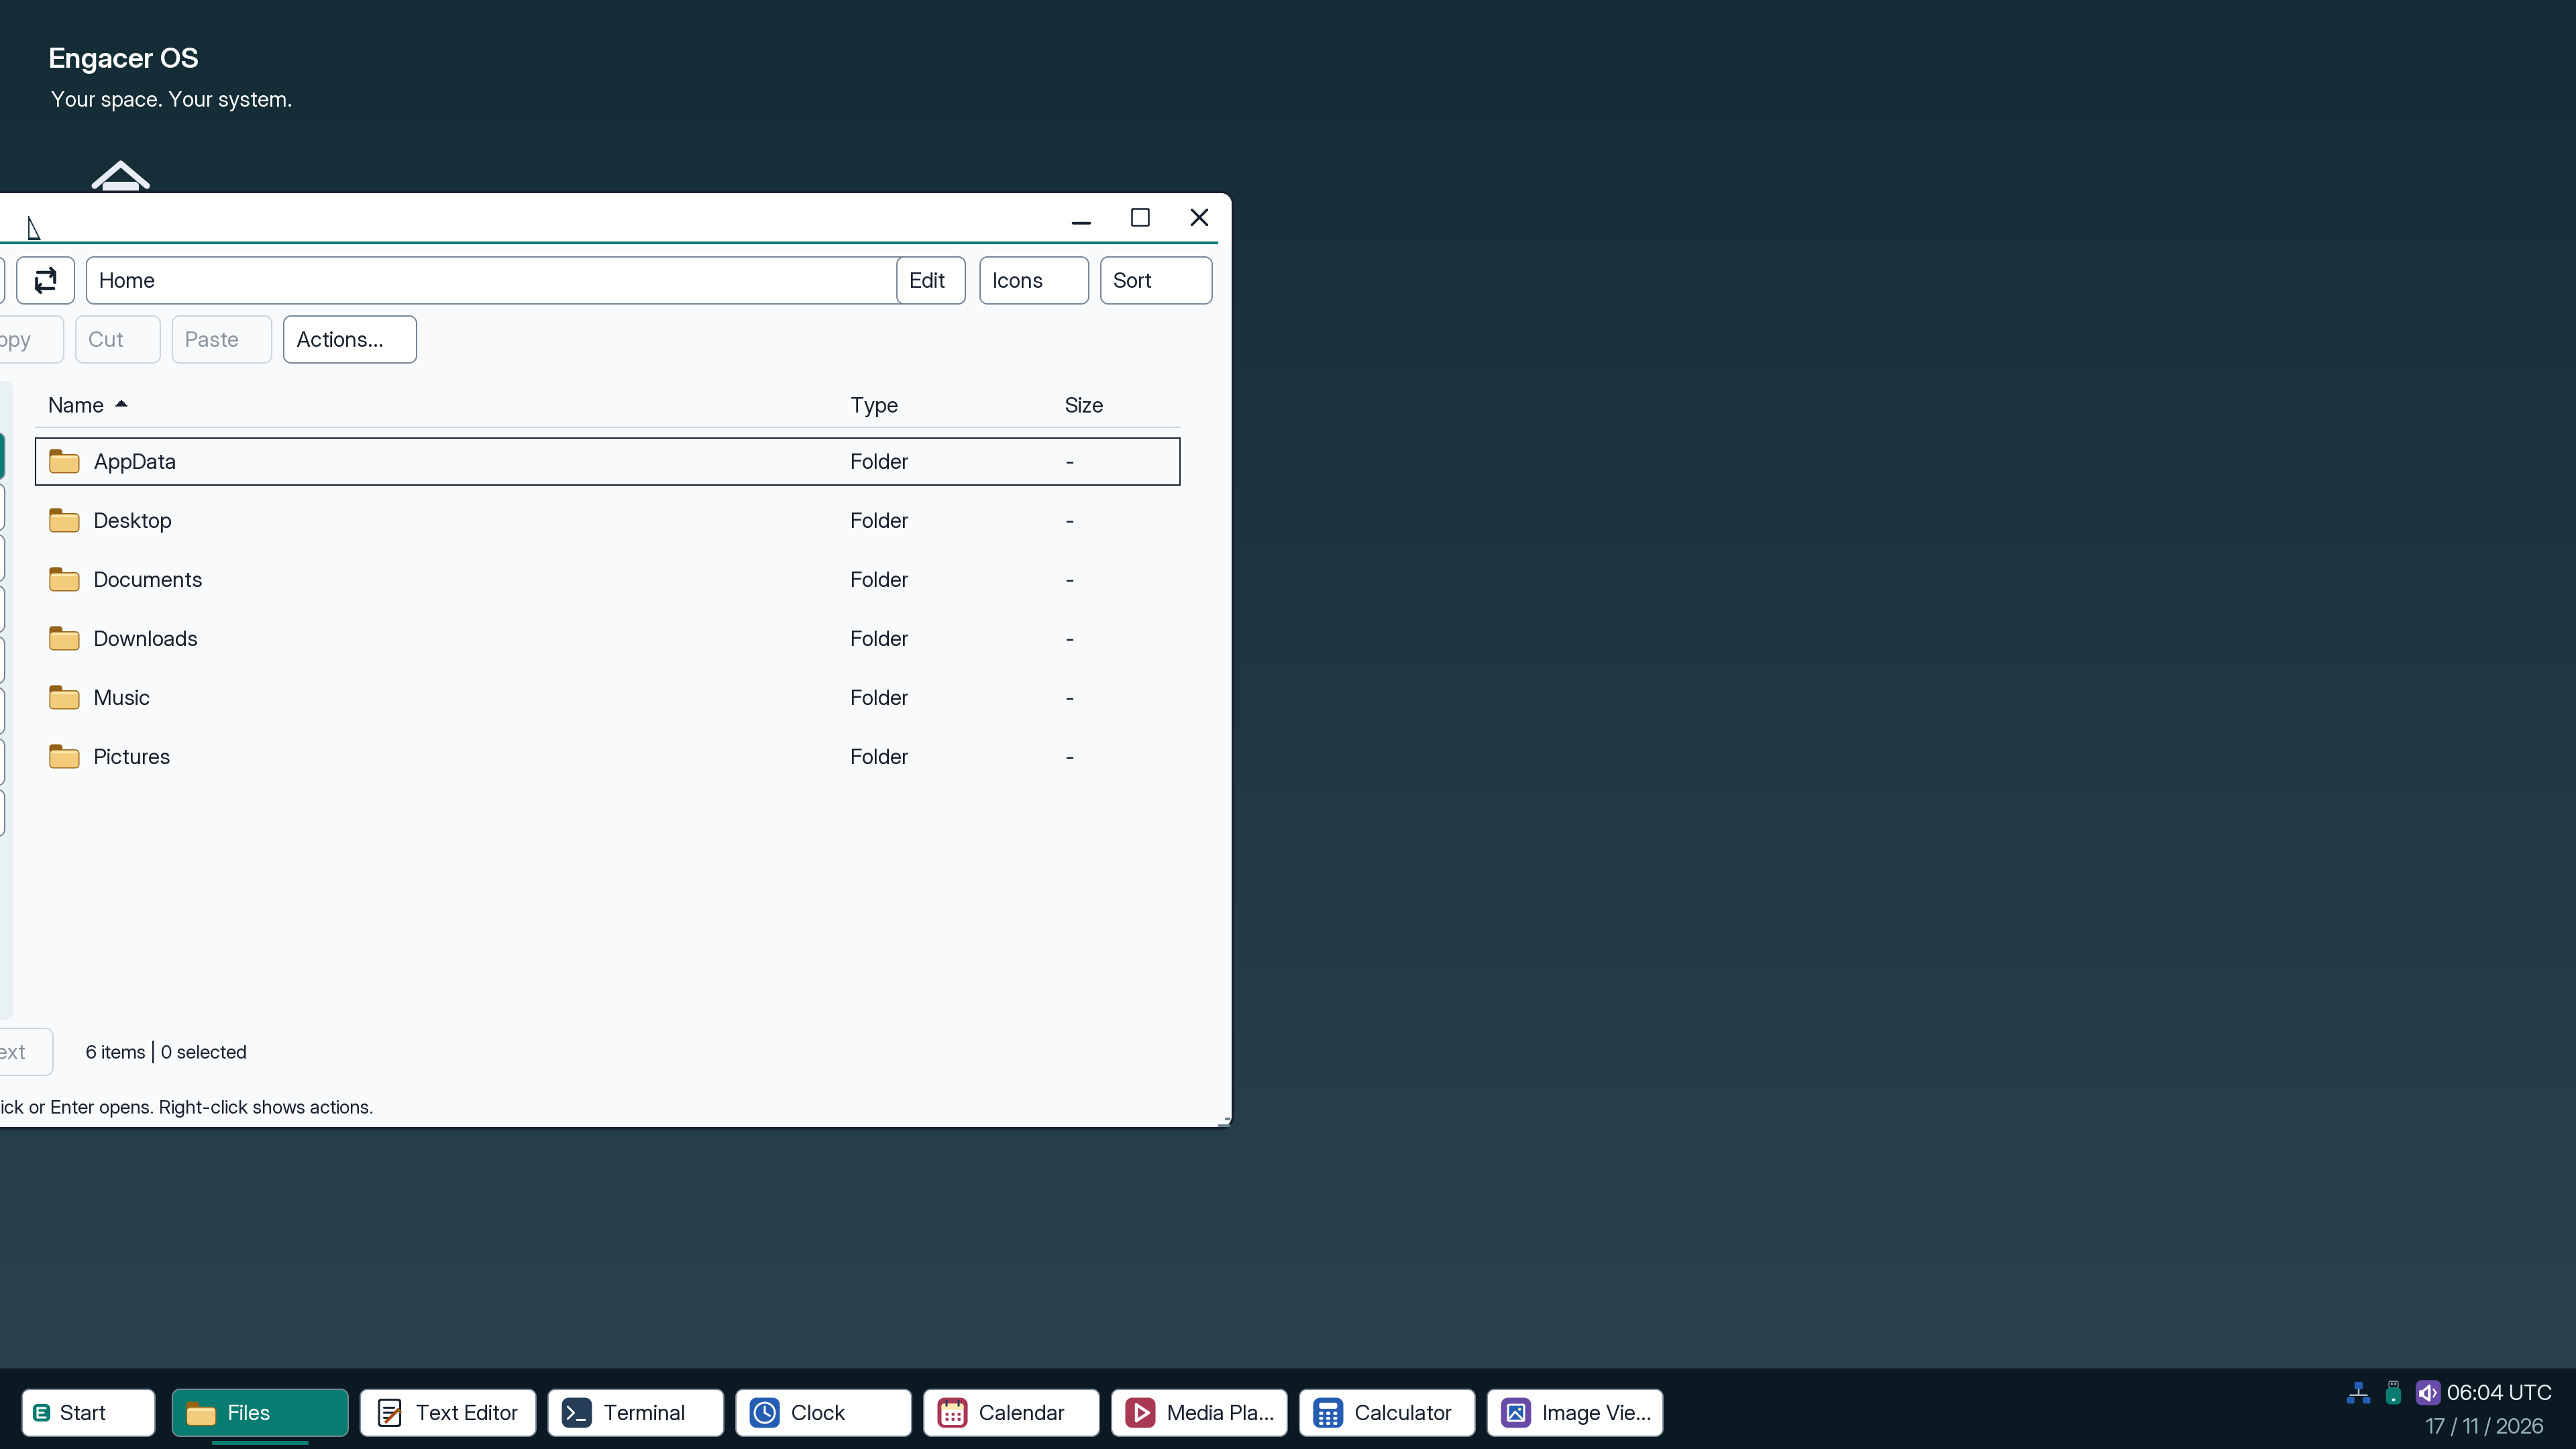 Engacer OS
Your space. Your system.
Home
Edit
Icons
Sort
opy
Cut
Paste
Actions...
Name
Type
Size
AppData
Folder
-
Desktop
Folder
-
Documents
Folder
-
Downloads
Folder
-
Music
Folder
-
Pictures
Folder
-
ext
6 items | 0 selected
ick or Enter opens. Right-click shows actions.
Start
Files
Text Editor
Terminal
Clock
Calendar
Media Pla...
Calculator
Image Vie...
06:04 UTC
17 / 11 / 2026